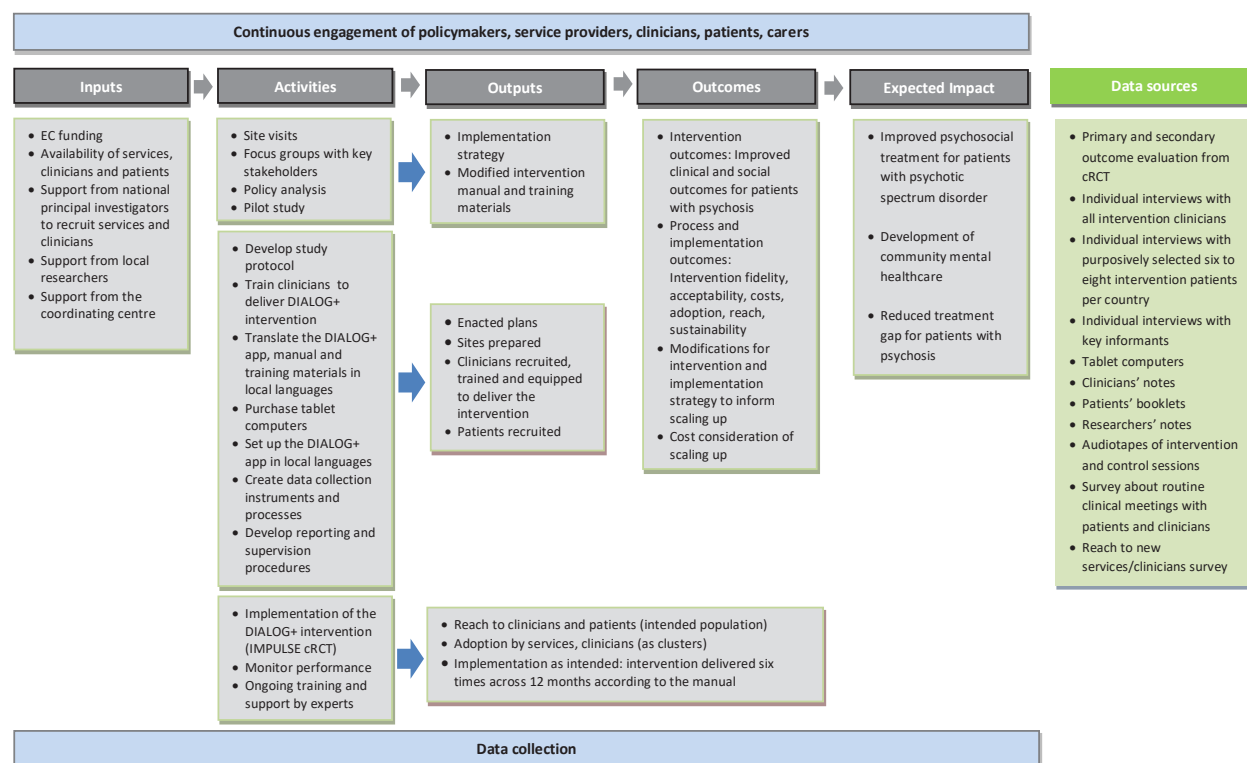 Continuous engagement of policymakers, service providers, clinicians, patients, carers
Inputs
Activities
Outputs
Outcomes
Expected Impact
Data sources
• EC funding
• Availability of services,
clinicians and patients
• Support from national
principal investigators
to recruit services and
clinicians
• Support from local
researchers
• Support from the
coordinating centre
• Site visits
• Focus groups with key
stakeholders
• Policy analysis
• Pilot study
• Develop study
protocol
• Train clinicians to
deliver DIALOG+
intervention
• Translate the DIALOG+
app, manual and
training materials in
local languages
• Purchase tablet
computers
• Set up the DIALOG+
app in local languages
• Create data collection
instruments and
processes
• Develop reporting and
supervision
procedures
• Implementation of the
DIALOG+ intervention
(IMPULSE cRCT)
• Monitor performance
• Ongoing training and
support by experts
• Implementation
strategy
• Modified intervention
manual and training
materials
• Enacted plans
• Sites prepared
• Clinicians recruited,
trained and equipped
to deliver the
intervention
• Patients recruited
• Reach to clinicians and patients (intended population)
• Adoption by services, clinicians (as clusters)
• Implementation as intended: intervention delivered six
times across 12 months according to the manual
• Intervention
outcomes: Improved
clinical and social
outcomes for patients
with psychosis
• Process and
implementation
outcomes:
Intervention fidelity,
acceptability, costs,
adoption, reach,
sustainability
• Modifications for
intervention and
implementation
strategy to inform
scaling up
• Cost consideration of
scaling up
• Improved psychosocial
treatment for patients
with psychotic
spectrum disorder
• Development of
community mental
healthcare
• Reduced treatment
gap for patients with
psychosis
• Primary and secondary
outcome evaluation from
cRCT
• Individual interviews with
all intervention clinicians
• Individual interviews with
purposively selected six to
eight intervention patients
per country
• Individual interviews with
key informants
• Tablet computers
• Clinicians’ notes
• Patients’ booklets
• Researchers’ notes
• Audiotapes of intervention
and control sessions
• Survey about routine
clinical meetings with
patients and clinicians
• Reach to new
services/clinicians survey
Data collection